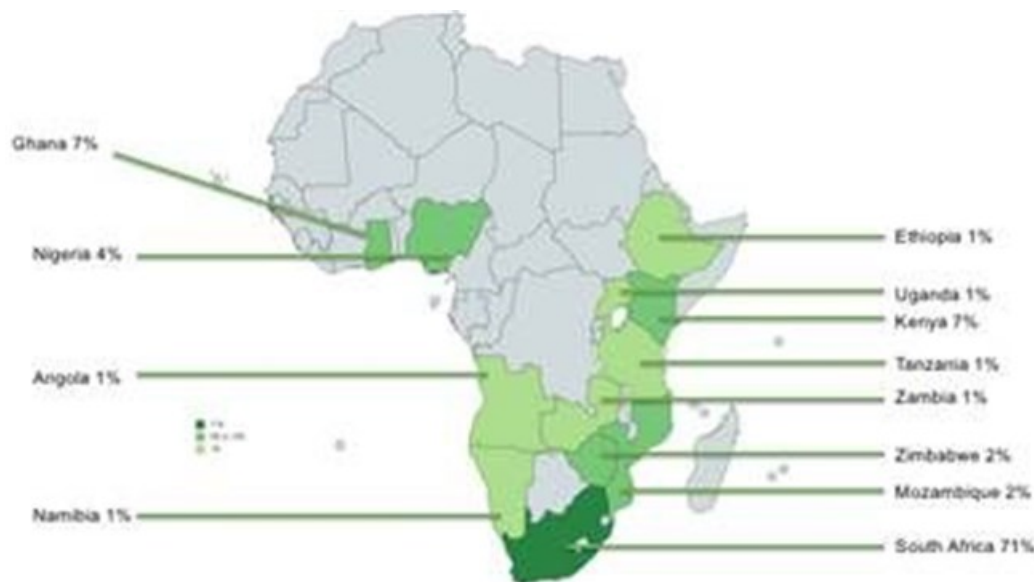 Ghana 7%
Nigeria 4%
Angola 1%
Namibia 1%
Ethiopia 1%
Uganda 1%
Kenya 7%
Tanzania 1%
Zambia 1%
Zimbabwe 2%
Mozambique 2%
South Africa 71%